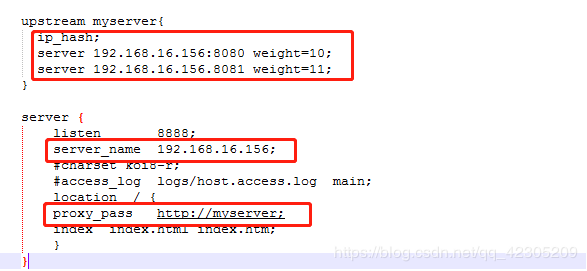 upstream myserver{
ip_hash;
server 192.168.16.156:8080 weight=10;
server 192.168.16.156.8081 weight=11;
}
server {
listen 8888;
server_name 192.168.16.156;
#charset koi8-r;
#access_log logs/host.access.log main;
location / {
proxy_pass http://myserver;
index index.html index.htm;
}
}
https://blog.csdn.net/qq_42305209